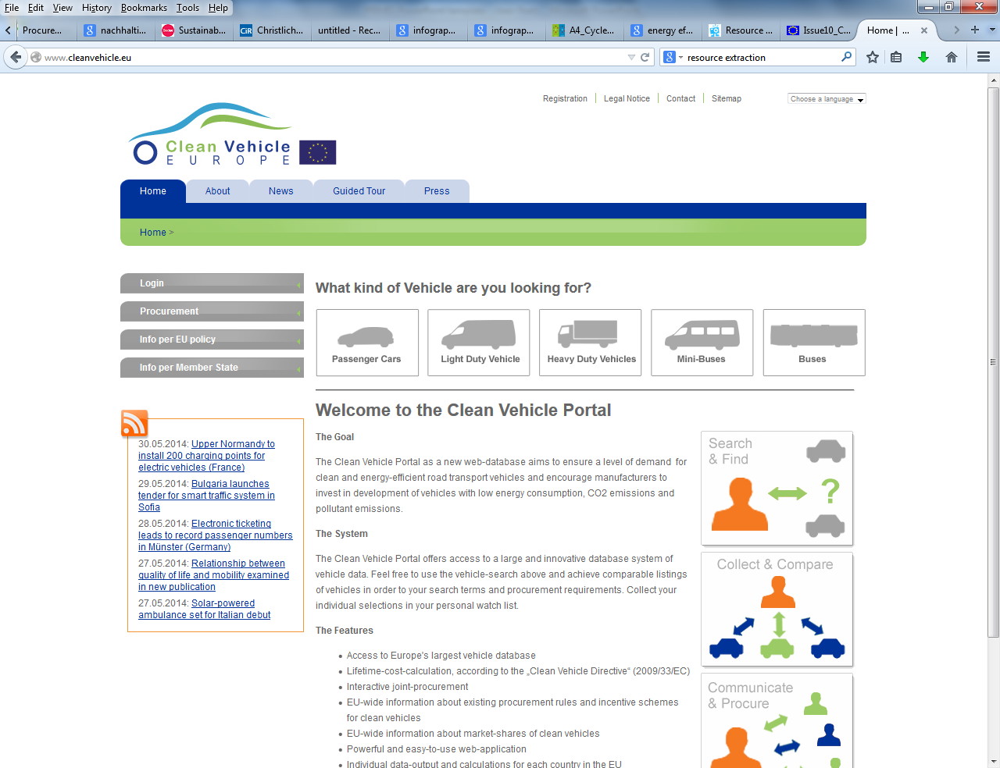 File Edit View History Bookmarks Tools Help
Procure... nachhalti... Sustainab... CiR Christlich... untitled - Rec... infograp... infograp... A4_Cycle... energy ef... Resource ... Issue10_C... Home | ...
www.cleanvehicle.eu
resource extraction
Registration Legal Notice Contact Sitemap
Choose a language
Clean Vehicle
EUROPE
Home About News Guided Tour Press
Home >
Login
Procurement
Info per EU policy
Info per Member State
30.05.2014: Upper Normandy to
install 200 charging points for
electric vehicles (France)
29.05.2014: Bulgaria launches
tender for smart traffic system in
Sofia
28.05.2014: Electronic ticketing
leads to record passenger numbers
in Münster (Germany)
27.05.2014: Relationship between
quality of life and mobility examined
in new publication
27.05.2014: Solar-powered
ambulance set for Italian debut
What kind of Vehicle are you looking for?
Passenger Cars Light Duty Vehicle Heavy Duty Vehicles Mini-Buses Buses
Welcome to the Clean Vehicle Portal
The Goal
The Clean Vehicle Portal as a new web-database aims to ensure a level of demand for
clean and energy-efficient road transport vehicles and encourage manufacturers to
invest in development of vehicles with low energy consumption, CO2 emissions and
pollutant emissions.
The System
The Clean Vehicle Portal offers access to a large and innovative database system of
vehicle data. Feel free to use the vehicle-search above and achieve comparable listings
of vehicles in order to your search terms and procurement requirements. Collect your
individual selections in your personal watch list.
The Features
• Access to Europe's largest vehicle database
• Lifetime-cost-calculation, according to the „Clean Vehicle Directive“ (2009/33/EC)
• Interactive joint-procurement
• EU-wide information about existing procurement rules and incentive schemes
for clean vehicles
• EU-wide information about market-shares of clean vehicles
• Powerful and easy-to-use web-application
• Individual data-output and calculations for each country in the EU
Search
& Find
?
Collect & Compare
Communicate
& Procure